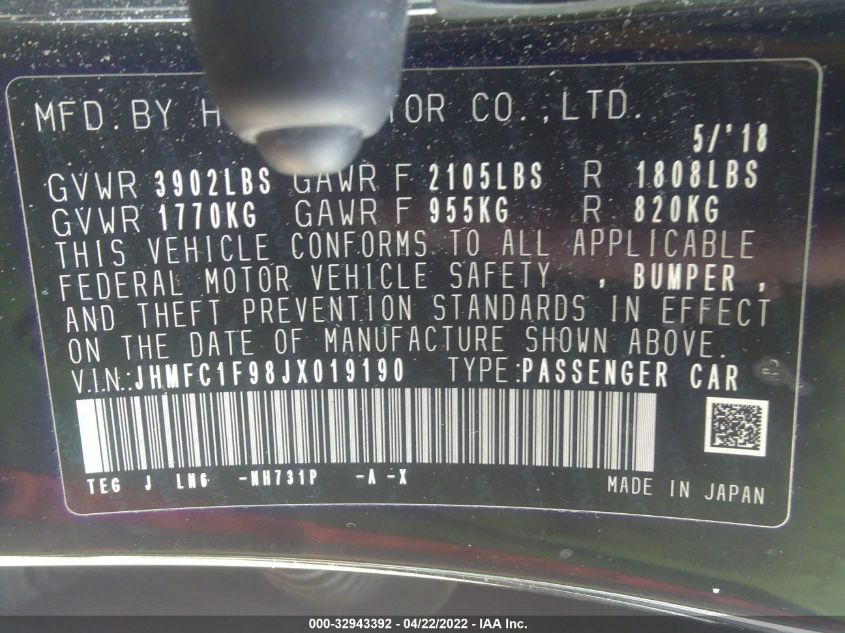 MFD. BY H TOR CO.,LTD.
5/'18
GVWR 3902LBS GAWR F 2105LBS R 1808LBS
GVWR 1770KG GAWR F 955KG R 820KG
THIS VEHICLE CONFORMS TO ALL APPLICABLE
FEDERAL MOTOR VEHICLE SAFETY , BUMPER ,
AND THEFT PREVENTION STANDARDS IN EFFECT
ON THE DATE OF MANUFACTURE SHOWN ABOVE.
V.I.N.:JHMFC1F98JX019190 TYPE:PASSENGER CAR
TEG J LN6 -NH731P -A -X
MADE IN JAPAN
000-32943392 - 04/22/2022 - IAA Inc.